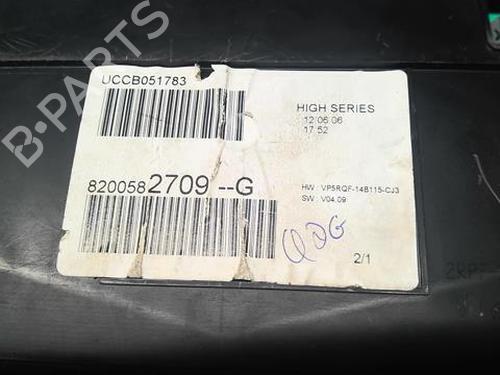 B-PARTS
UCCB051783
HIGH SERIES
12 06 06
17 52
8200582709 --G
HW : VP5RQF-14B115-CJ3
SW : V04.09
2/1